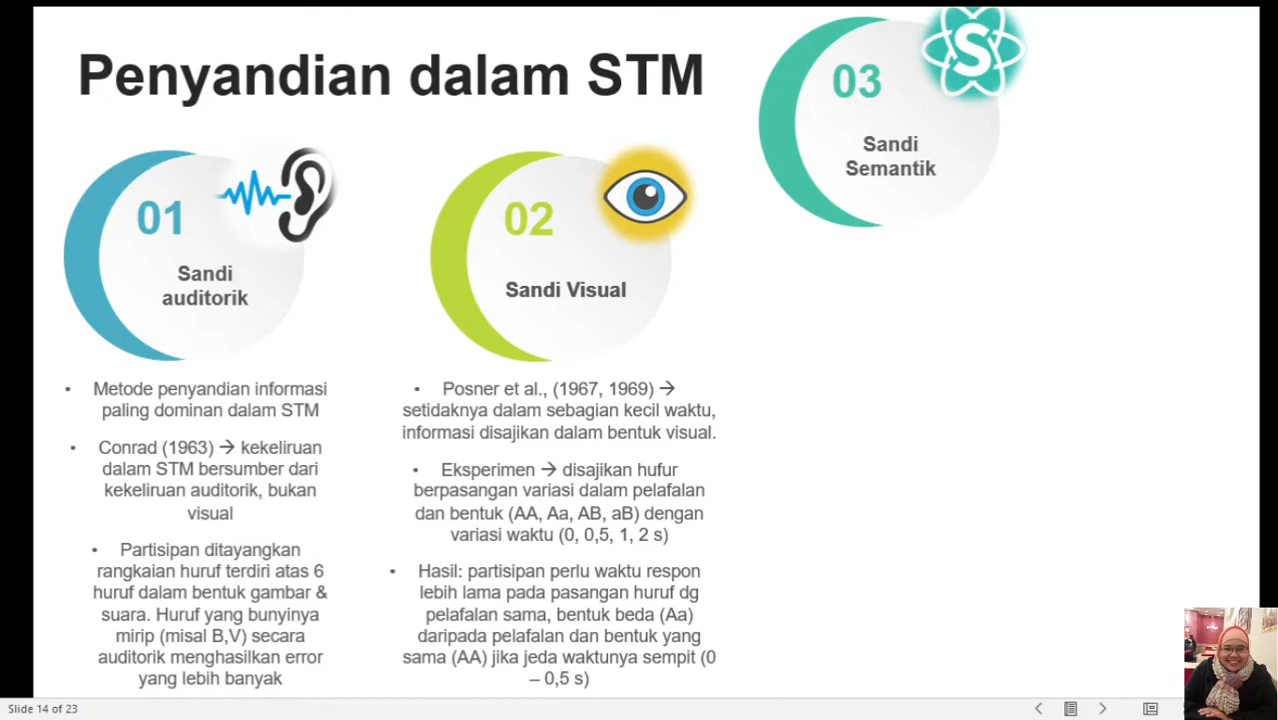 Penyandian dalam STM
01
Sandi
auditorik
• Metode penyandian informasi
paling dominan dalam STM
• Conrad (1963) → kekeliruan
dalam STM bersumber dari
kekeliruan auditorik, bukan
visual
• Partisipan ditayangkan
rangkaian huruf terdiri atas 6
huruf dalam bentuk gambar &
suara. Huruf yang bunyinya
mirip (misal B,V) secara
auditorik menghasilkan error
yang lebih banyak
02
Sandi Visual
• Posner et al., (1967, 1969) →
setidaknya dalam sebagian kecil waktu,
informasi disajikan dalam bentuk visual.
• Eksperimen → disajikan hufur
berpasangan variasi dalam pelafalan
dan bentuk (AA, Aa, AB, aB) dengan
variasi waktu (0, 0,5, 1, 2 s)
• Hasil: partisipan perlu waktu respon
lebih lama pada pasangan huruf dg
pelafalan sama, bentuk beda (Aa)
daripada pelafalan dan bentuk yang
sama (AA) jika jeda waktunya sempit (0
– 0,5 s)
03
S
Sandi
Semantik
Slide 14 of 23